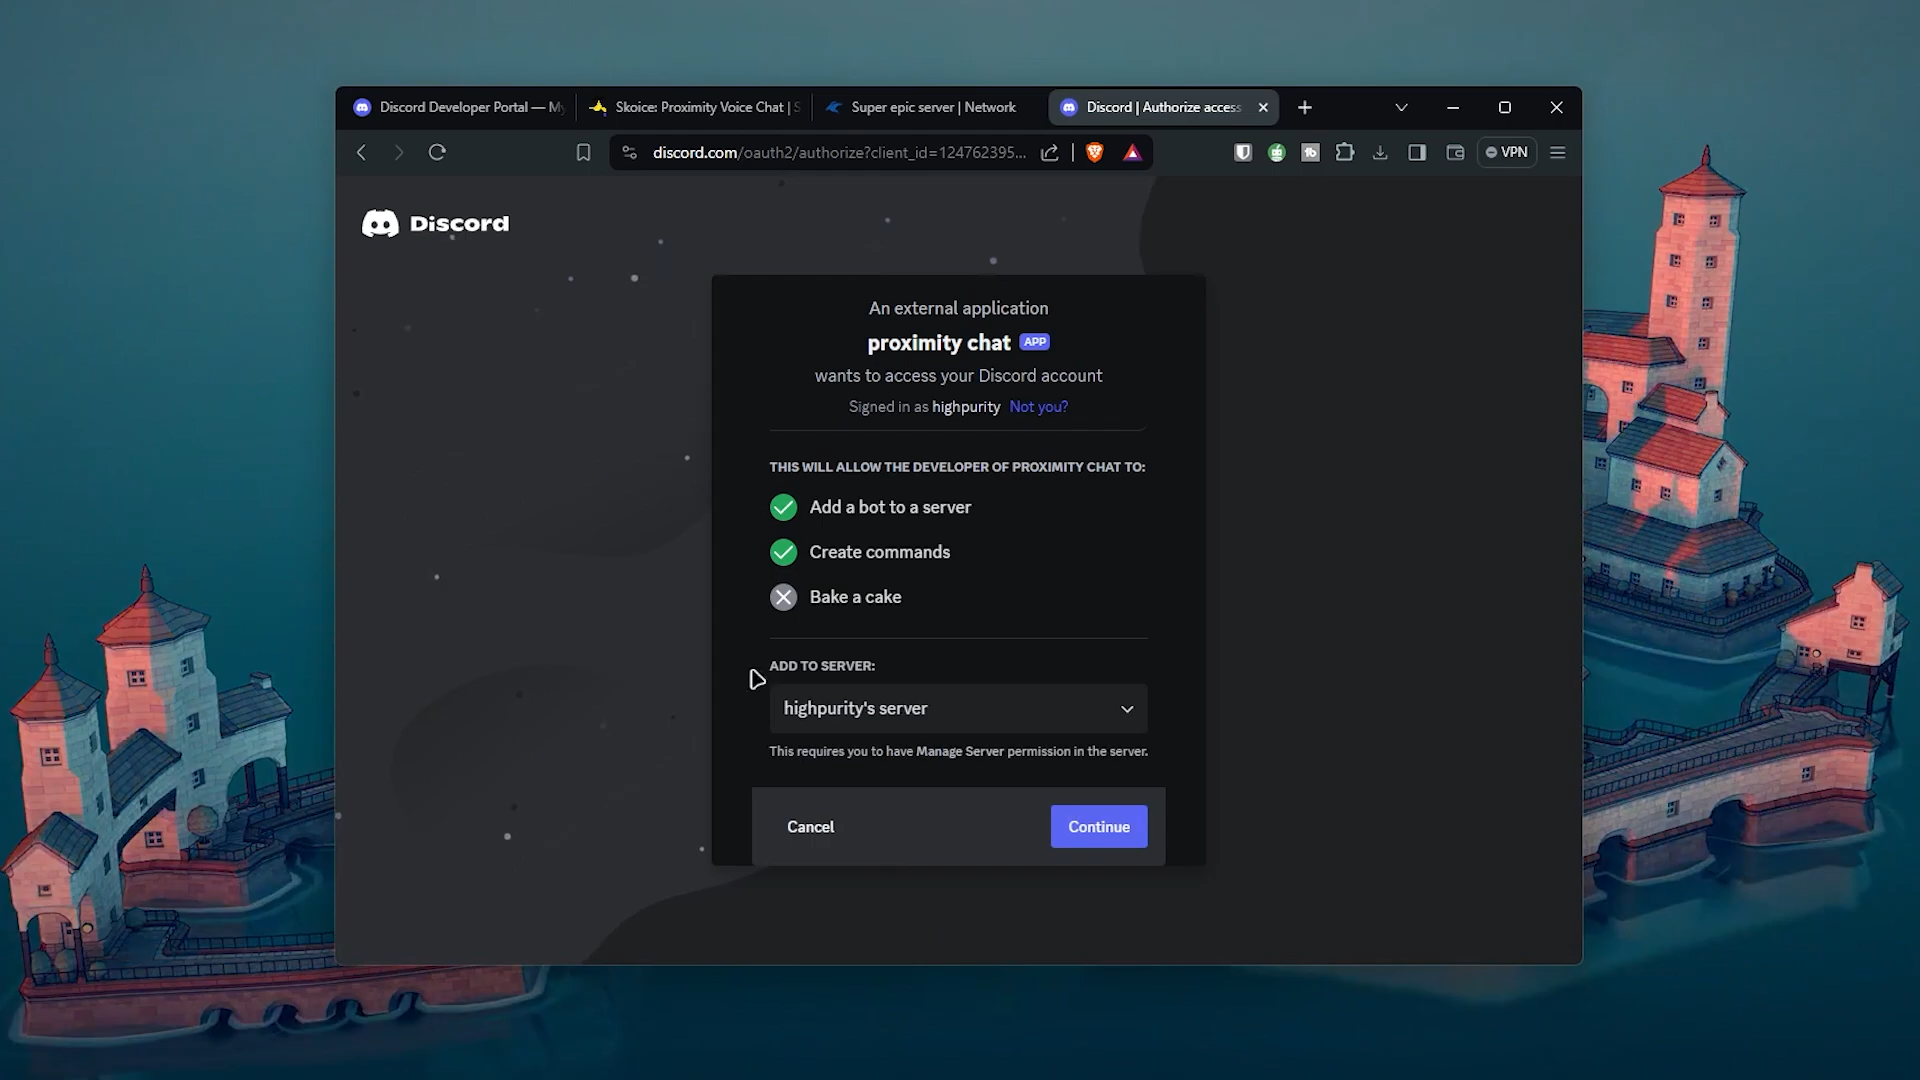 Discord Developer Portal — My
Skoice: Proximity Voice Chat | S
Super epic server | Network
Discord | Authorize access
discord.com/oauth2/authorize?client_id=124762395...
VPN
Discord
An external application
proximity chat APP
wants to access your Discord account
Signed in as highpurity Not you?
THIS WILL ALLOW THE DEVELOPER OF PROXIMITY CHAT TO:
Add a bot to a server
Create commands
Bake a cake
ADD TO SERVER:
highpurity's server
This requires you to have Manage Server permission in the server.
Cancel
Continue